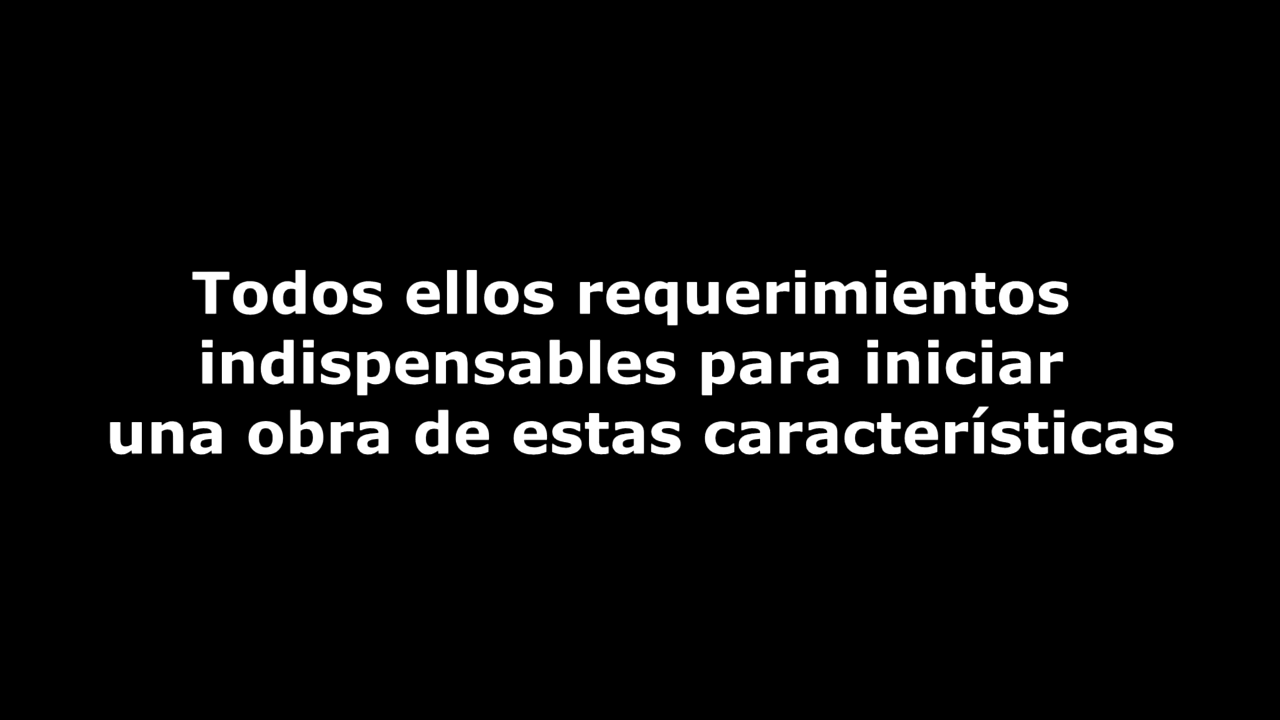 Todos ellos requerimientos
indispensables para iniciar
una obra de estas características